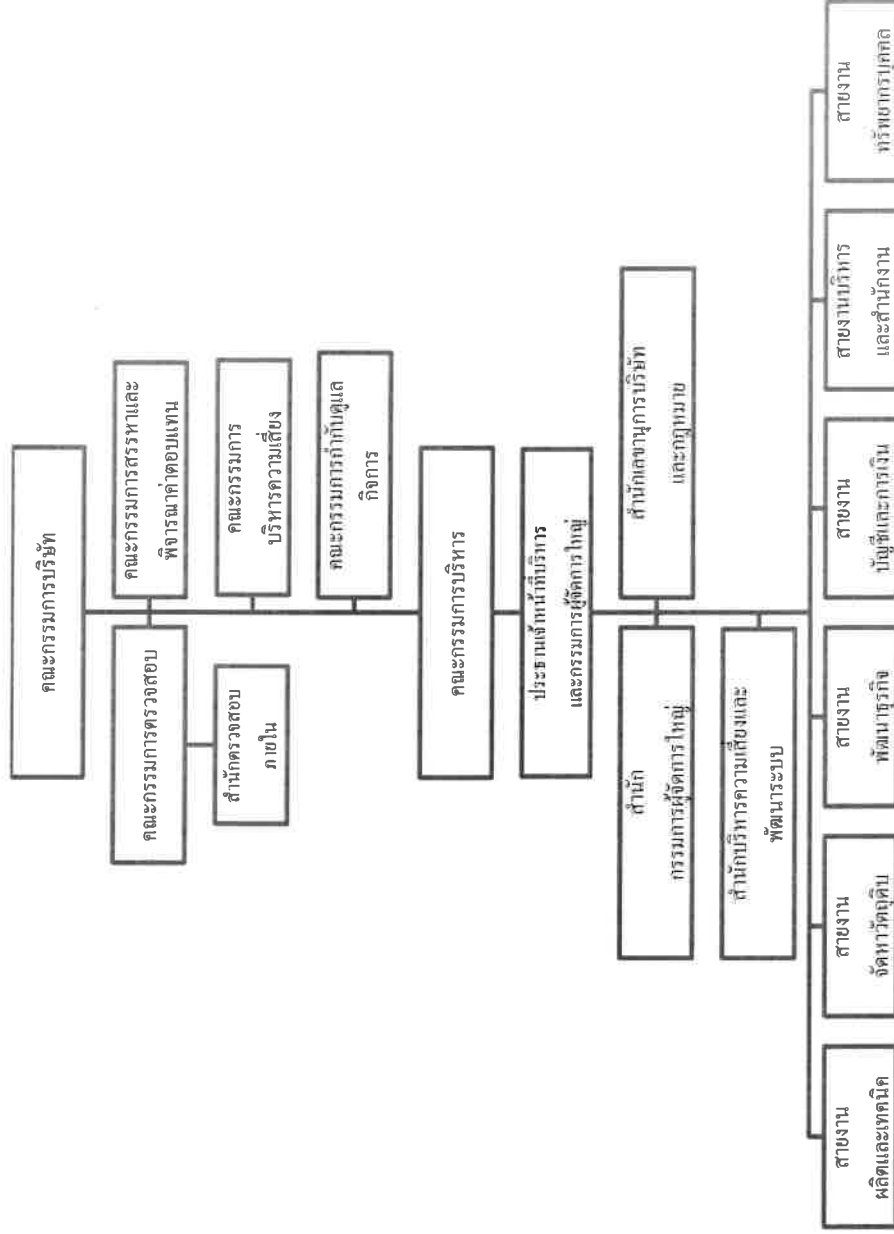 คณะกรรมการบริษัท
คณะกรรมการตรวจสอบ
คณะกรรมการสรรหาและ
พิจารณาค่าตอบแทน
สำนักตรวจสอบ
ภายใน
คณะกรรมการ
บริหารความเสี่ยง
คณะกรรมการกำกับดูแล
กิจการ
คณะกรรมการบริหาร
ประธานเจ้าหน้าที่บริหาร
และกรรมการผู้จัดการใหญ่
สำนัก
กรรมการผู้จัดการใหญ่
สำนักเลขานุการบริษัท
และกฎหมาย
สำนักบริหารความเสี่ยงและ
พัฒนาระบบ
สายงาน
ผลิตและเทคนิค
สายงาน
จัดหาวัตถุดิบ
สายงาน
พัฒนาธุรกิจ
สายงาน
บัญชีและการเงิน
สายงานบริหาร
และสำนักงาน
สายงาน
ทรัพยากรบุคคล